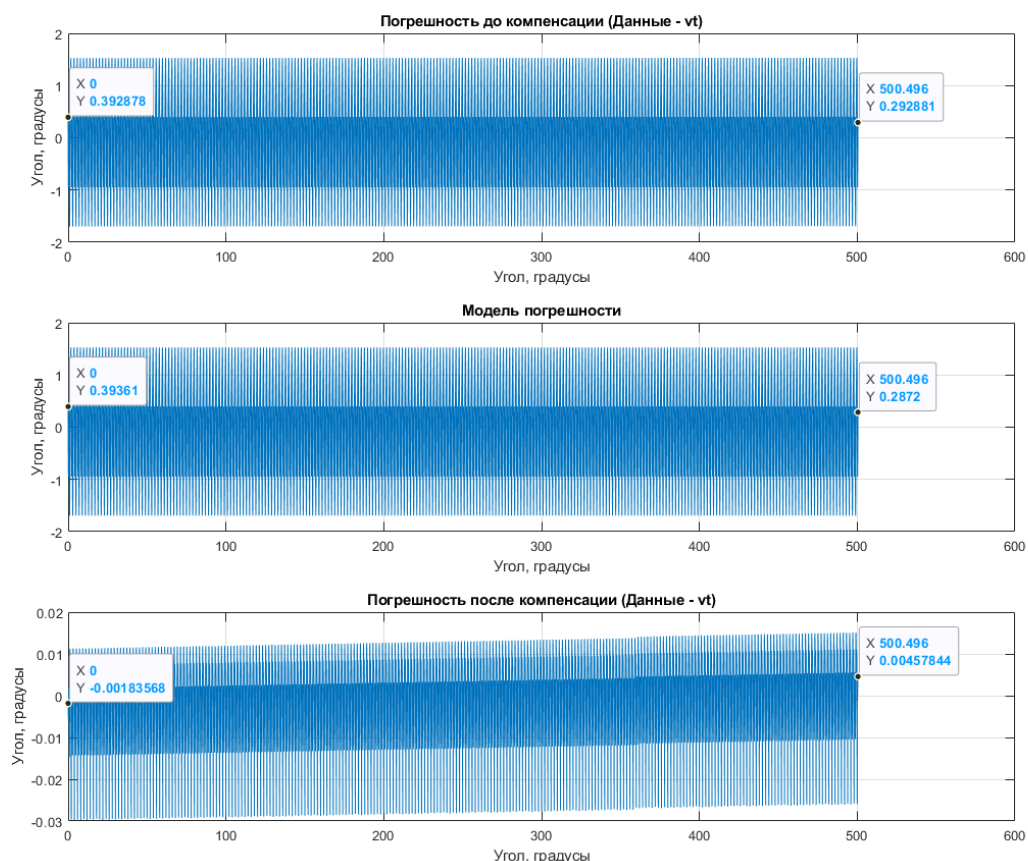 Погрешность до компенсации (Данные - vt)
2
1
0
-1
-2
Угол, градусы
X 0
Y 0.392878
X 500.496
Y 0.292881
0 100 200 300 400 500 600
Угол, градусы
Модель погрешности
2
1
0
-1
-2
Угол, градусы
X 0
Y 0.39361
X 500.496
Y 0.2872
0 100 200 300 400 500 600
Угол, градусы
Погрешность после компенсации (Данные - vt)
0.02
0.01
0
-0.01
-0.02
-0.03
Угол, градусы
X 0
Y -0.00183568
X 500.496
Y 0.00457844
0 100 200 300 400 500 600
Угол, градусы